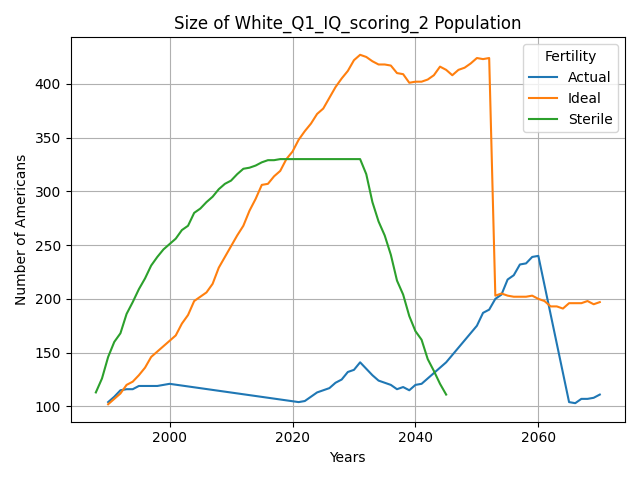 Size of White_Q1_IQ_scoring_2 Population
Number of Americans
400
350
300
250
200
150
100
Fertility
Actual
Ideal
Sterile
2000
2020
2040
2060
Years